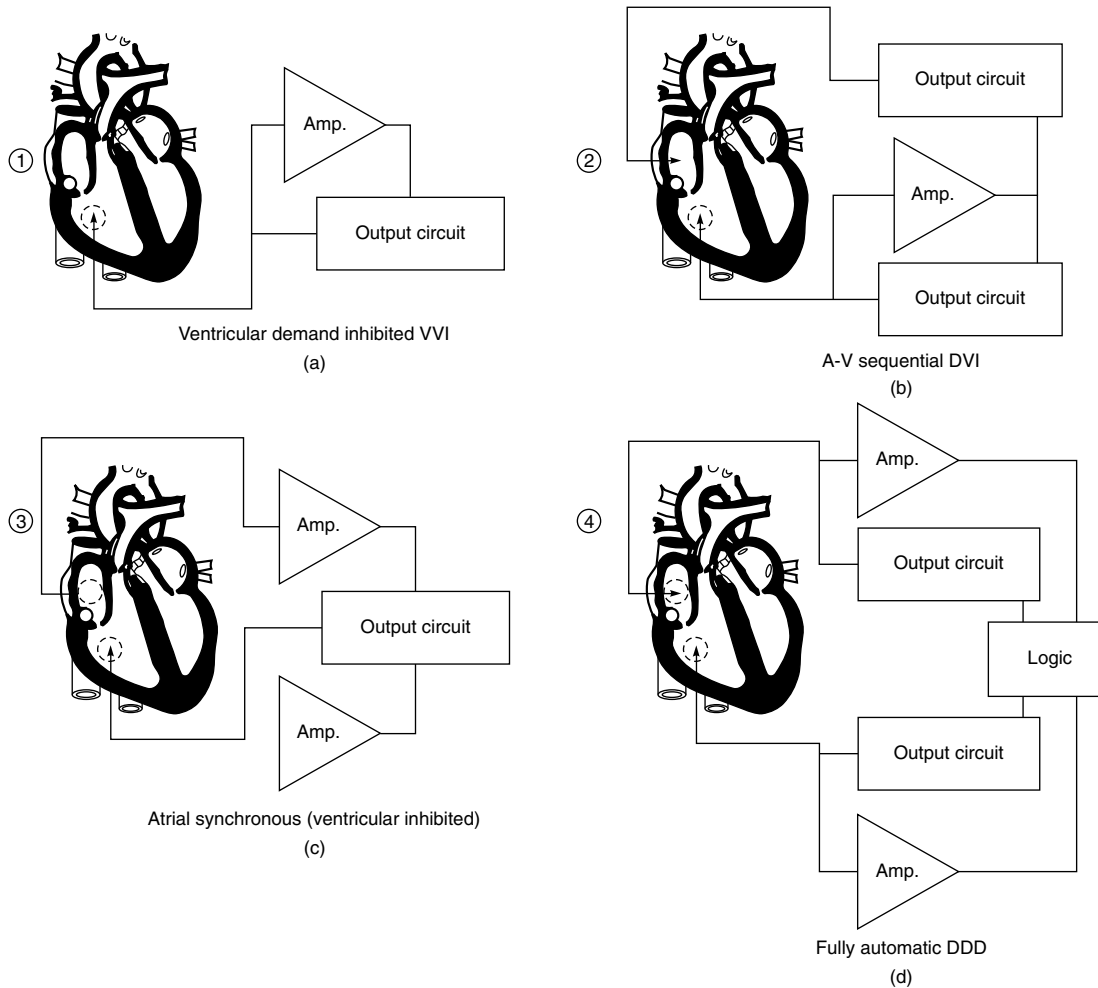 ①
Amp.
Output circuit
Ventricular demand inhibited VVI
(a)
②
Output circuit
Amp.
Output circuit
A-V sequential DVI
(b)
③
Amp.
Output circuit
Amp.
Atrial synchronous (ventricular inhibited)
(c)
④
Amp.
Output circuit
Logic
Output circuit
Amp.
Fully automatic DDD
(d)